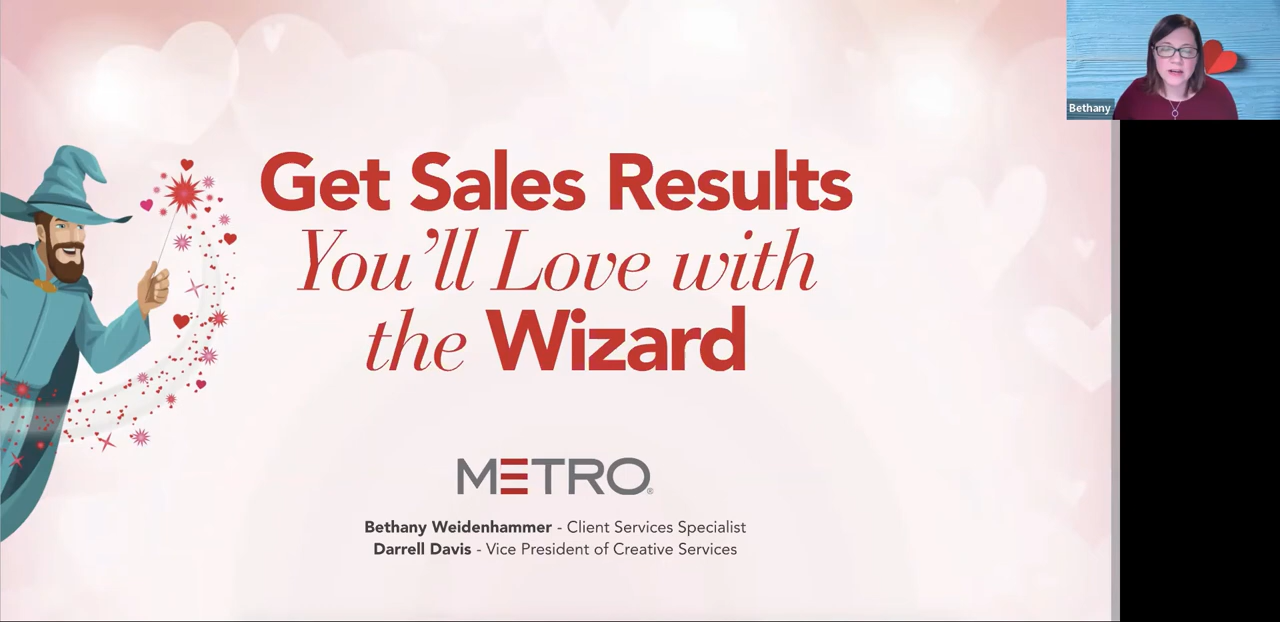 Get Sales Results
You'll Love with
the Wizard
METRO®
Bethany Weidenhammer - Client Services Specialist
Darrell Davis - Vice President of Creative Services
Bethany